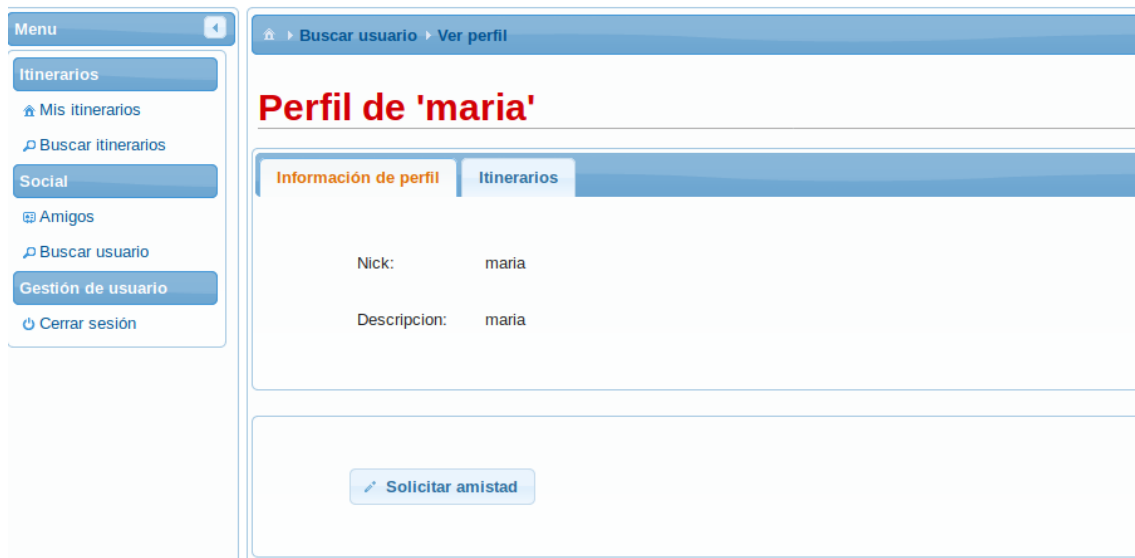 Menu
Itinerarios
Mis itinerarios
Buscar itinerarios
Social
Amigos
Buscar usuario
Gestión de usuario
Cerrar sesión
Buscar usuario Ver perfil
Perfil de 'maria'
Información de perfil Itinerarios
Nick: maria
Descripcion: maria
Solicitar amistad